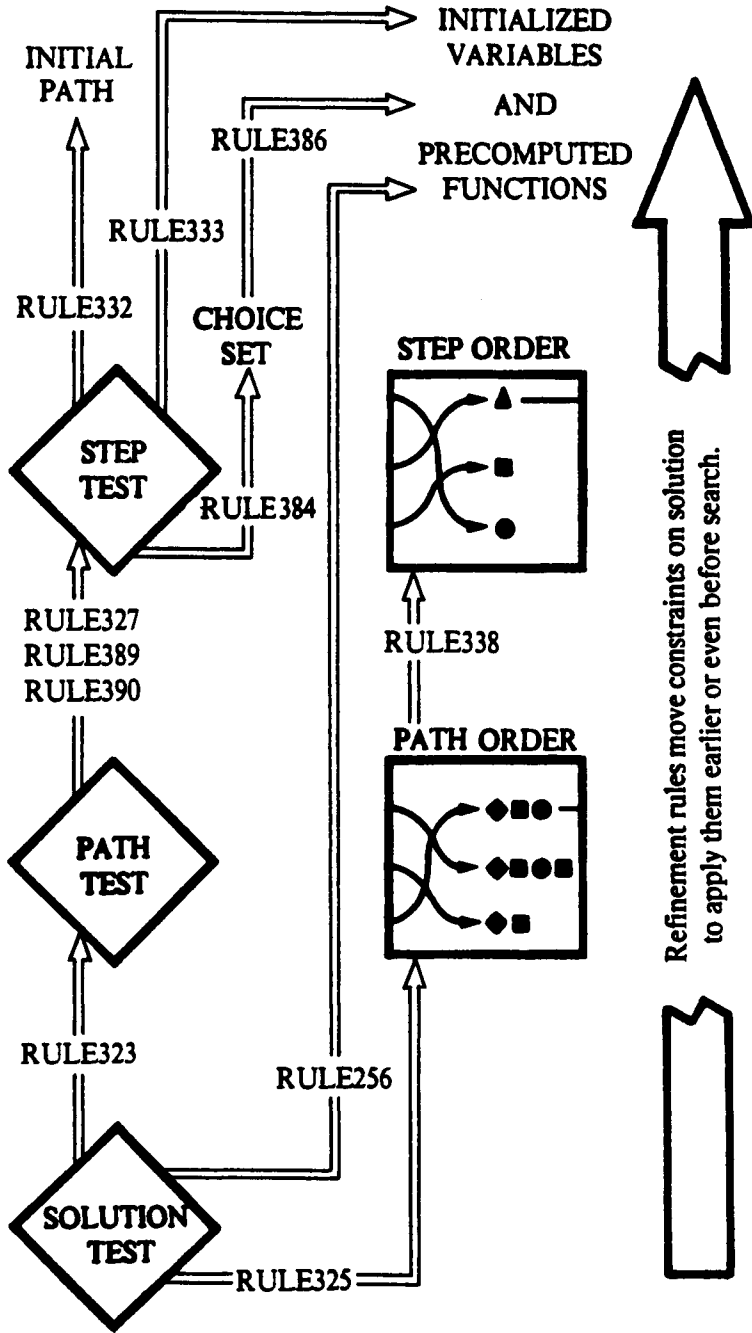 INITIALIZED
VARIABLES
AND
PRECOMPUTED
FUNCTIONS
INITIAL
PATH
RULE386
RULE333
RULE332
CHOICE
SET
STEP ORDER
STEP
TEST
RULE384
RULE327
RULE389
RULE390
RULE338
PATH ORDER
PATH
TEST
RULE323
RULE256
SOLUTION
TEST
RULE325
Refinement rules move constraints on solution
to apply them earlier or even before search.